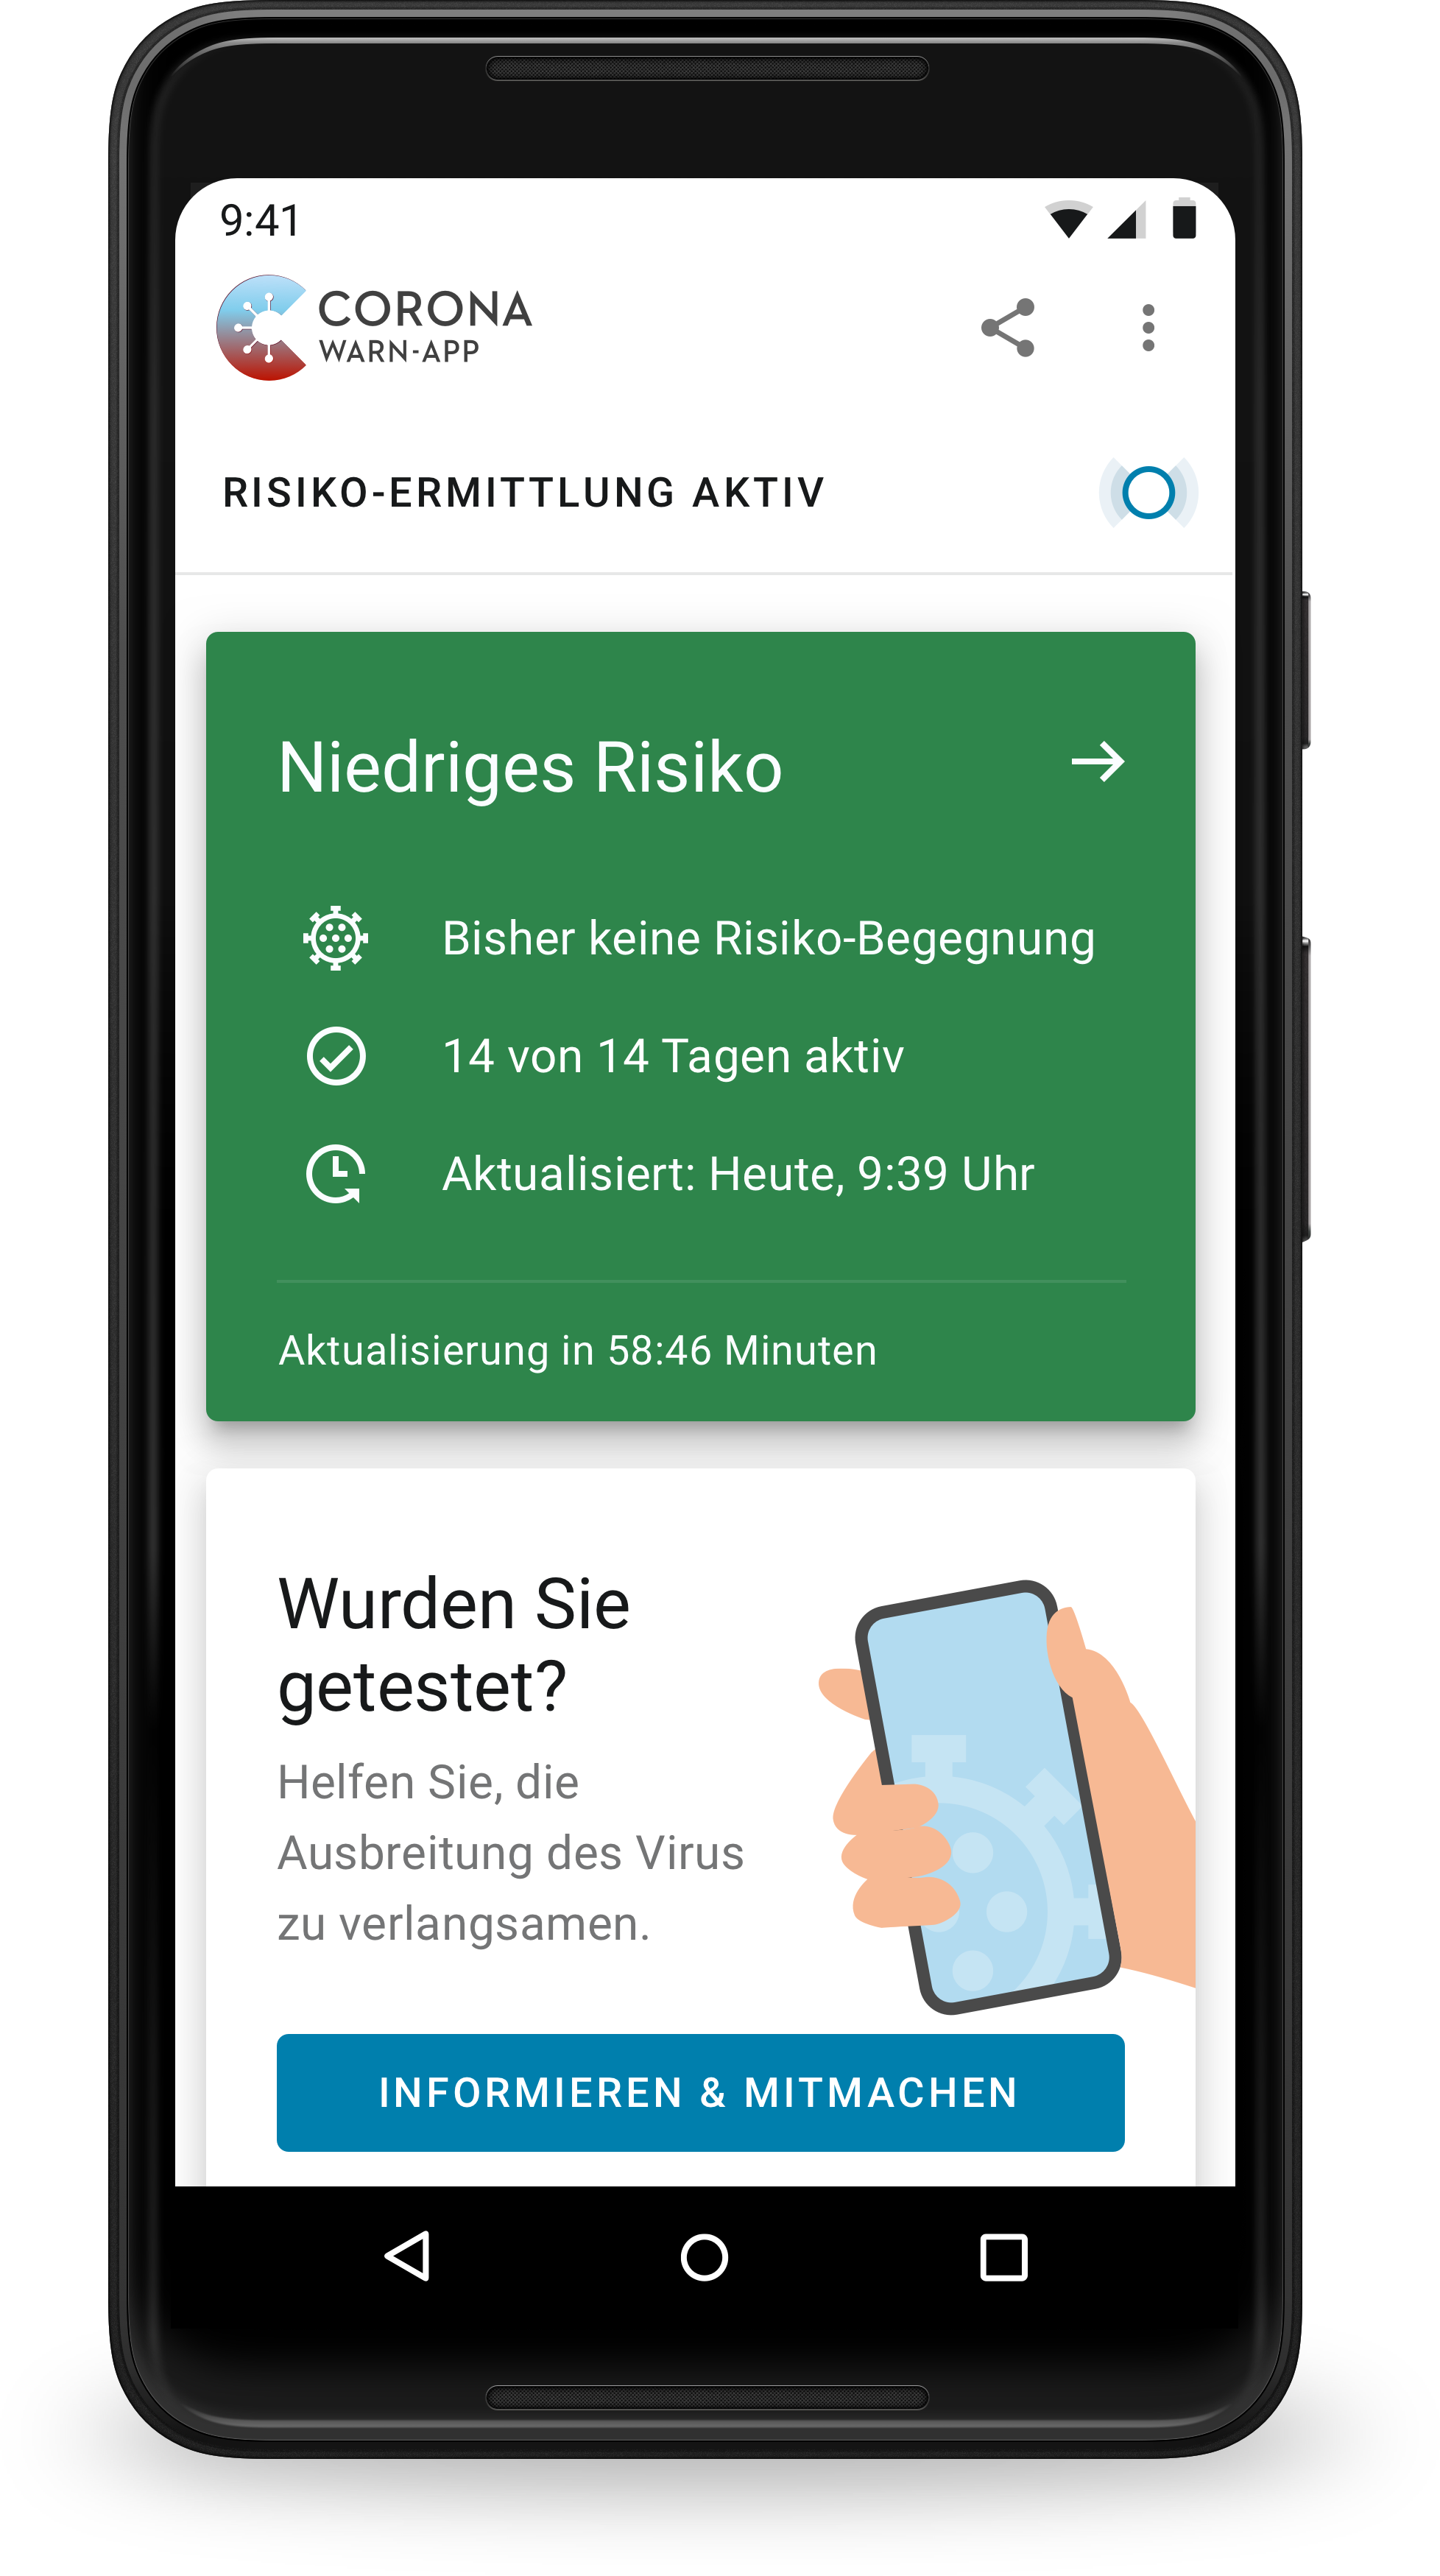 9:41
CORONA
WARN-APP
RISIKO-ERMITTLUNG AKTIV
Niedriges Risiko
Bisher keine Risiko-Begegnung
14 von 14 Tagen aktiv
Aktualisiert: Heute, 9:39 Uhr
Aktualisierung in 58:46 Minuten
Wurden Sie
getestet?
Helfen Sie, die
Ausbreitung des Virus
zu verlangsamen.
INFORMIEREN & MITMACHEN